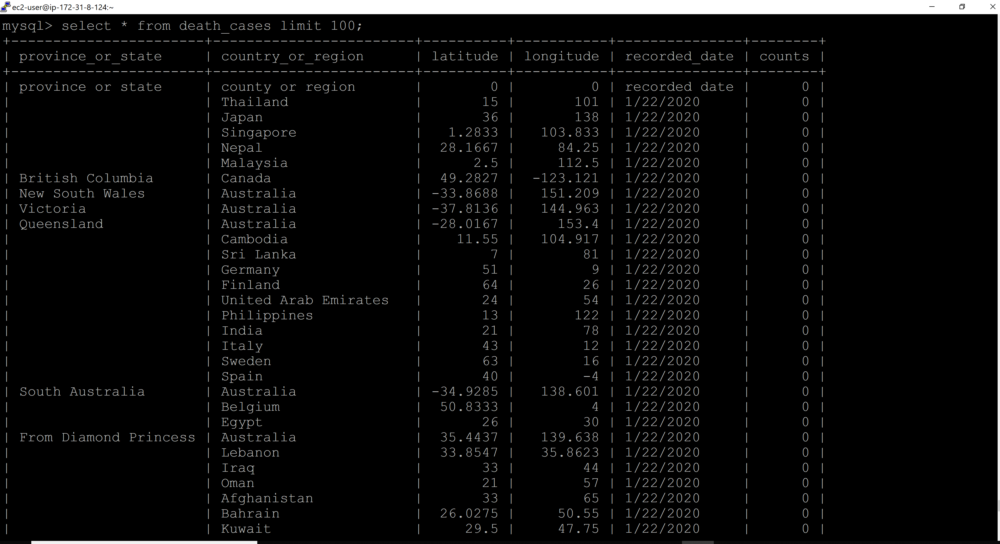 ec2-user@ip-172-31-8-124:~
mysql> select * from death_cases limit 100;
+-----------------------+------------------------+----------+-----------+---------------+--------+
| province_or_state     | country_or_region      | latitude | longitude | recorded_date | counts |
+-----------------------+------------------------+----------+-----------+---------------+--------+
| province or state     | county or region       |        0 |         0 | recorded date |      0 |
|                       | Thailand               |       15 |       101 | 1/22/2020     |      0 |
|                       | Japan                  |       36 |       138 | 1/22/2020     |      0 |
|                       | Singapore              |   1.2833 |   103.833 | 1/22/2020     |      0 |
|                       | Nepal                  |  28.1667 |     84.25 | 1/22/2020     |      0 |
|                       | Malaysia               |      2.5 |     112.5 | 1/22/2020     |      0 |
| British Columbia      | Canada                 |  49.2827 |  -123.121 | 1/22/2020     |      0 |
| New South Wales       | Australia              | -33.8688 |   151.209 | 1/22/2020     |      0 |
| Victoria              | Australia              | -37.8136 |   144.963 | 1/22/2020     |      0 |
| Queensland            | Australia              | -28.0167 |     153.4 | 1/22/2020     |      0 |
|                       | Cambodia               |    11.55 |   104.917 | 1/22/2020     |      0 |
|                       | Sri Lanka              |        7 |        81 | 1/22/2020     |      0 |
|                       | Germany                |       51 |         9 | 1/22/2020     |      0 |
|                       | Finland                |       64 |        26 | 1/22/2020     |      0 |
|                       | United Arab Emirates   |       24 |        54 | 1/22/2020     |      0 |
|                       | Philippines            |       13 |       122 | 1/22/2020     |      0 |
|                       | India                  |       21 |        78 | 1/22/2020     |      0 |
|                       | Italy                  |       43 |        12 | 1/22/2020     |      0 |
|                       | Sweden                 |       63 |        16 | 1/22/2020     |      0 |
|                       | Spain                  |       40 |        -4 | 1/22/2020     |      0 |
| South Australia       | Australia              | -34.9285 |   138.601 | 1/22/2020     |      0 |
|                       | Belgium                |  50.8333 |         4 | 1/22/2020     |      0 |
|                       | Egypt                  |       26 |        30 | 1/22/2020     |      0 |
| From Diamond Princess | Australia              |  35.4437 |   139.638 | 1/22/2020     |      0 |
|                       | Lebanon                |  33.8547 |   35.8623 | 1/22/2020     |      0 |
|                       | Iraq                   |       33 |        44 | 1/22/2020     |      0 |
|                       | Oman                   |       21 |        57 | 1/22/2020     |      0 |
|                       | Afghanistan            |       33 |        65 | 1/22/2020     |      0 |
|                       | Bahrain                |  26.0275 |     50.55 | 1/22/2020     |      0 |
|                       | Kuwait                 |     29.5 |     47.75 | 1/22/2020     |      0 |